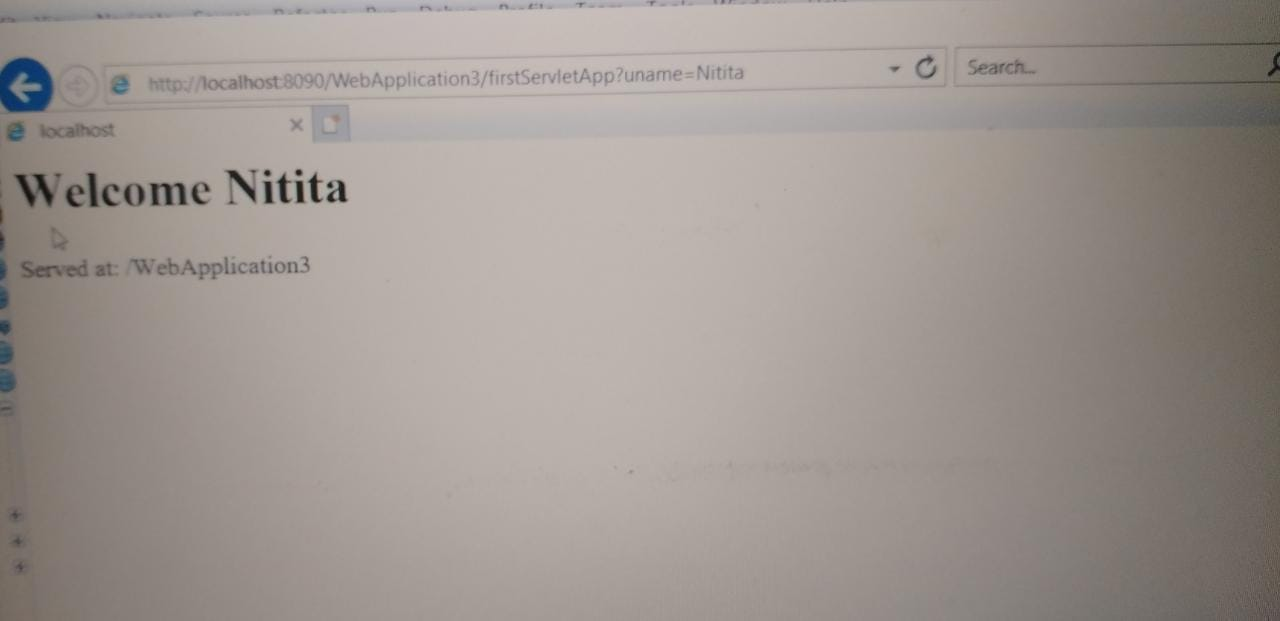 http://localhost:8090/WebApplication3/firstServletApp?uname=Nitita
Search...
localhost
Welcome Nitita
Served at: /WebApplication3